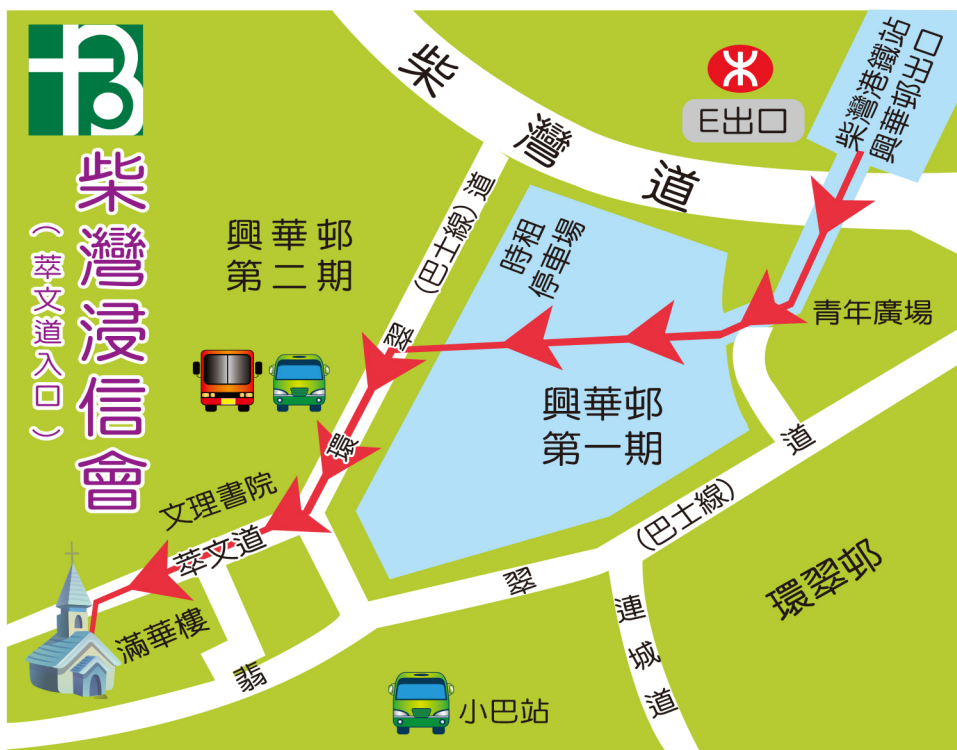 柴灣浸信會
（萃文道入口）
柴灣道
E出口
柴灣港鐵站
興華邨出口
興華邨
第二期
環翠（巴士線）道
時租
停車場
青年廣場
興華邨
第一期
文理書院
萃文道
滿華樓
翡翠（巴士線）道
連城道
環翠邨
小巴站